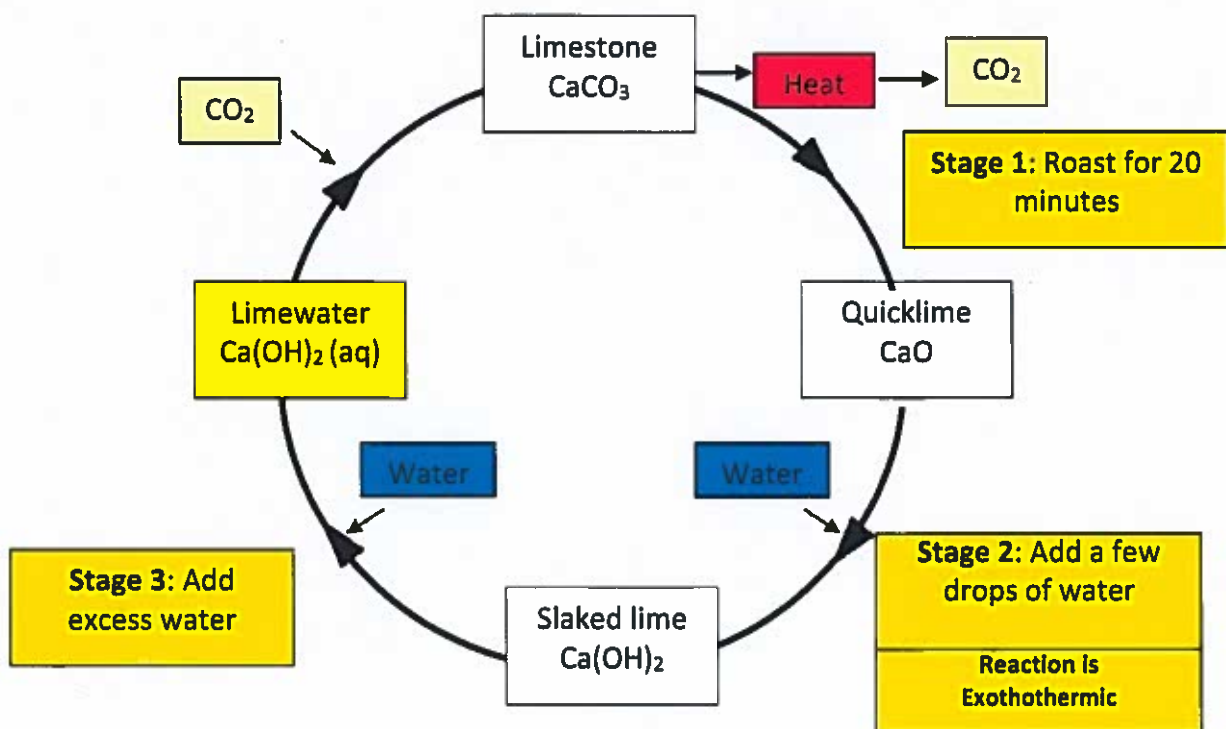 Limestone
CaCO₃
Heat
CO₂
CO₂
Stage 1: Roast for 20
minutes
Limewater
Ca(OH)₂ (aq)
Quicklime
CaO
Water
Water
Stage 3: Add
excess water
Slaked lime
Ca(OH)₂
Stage 2: Add a few
drops of water
Reaction is
Exothothermic